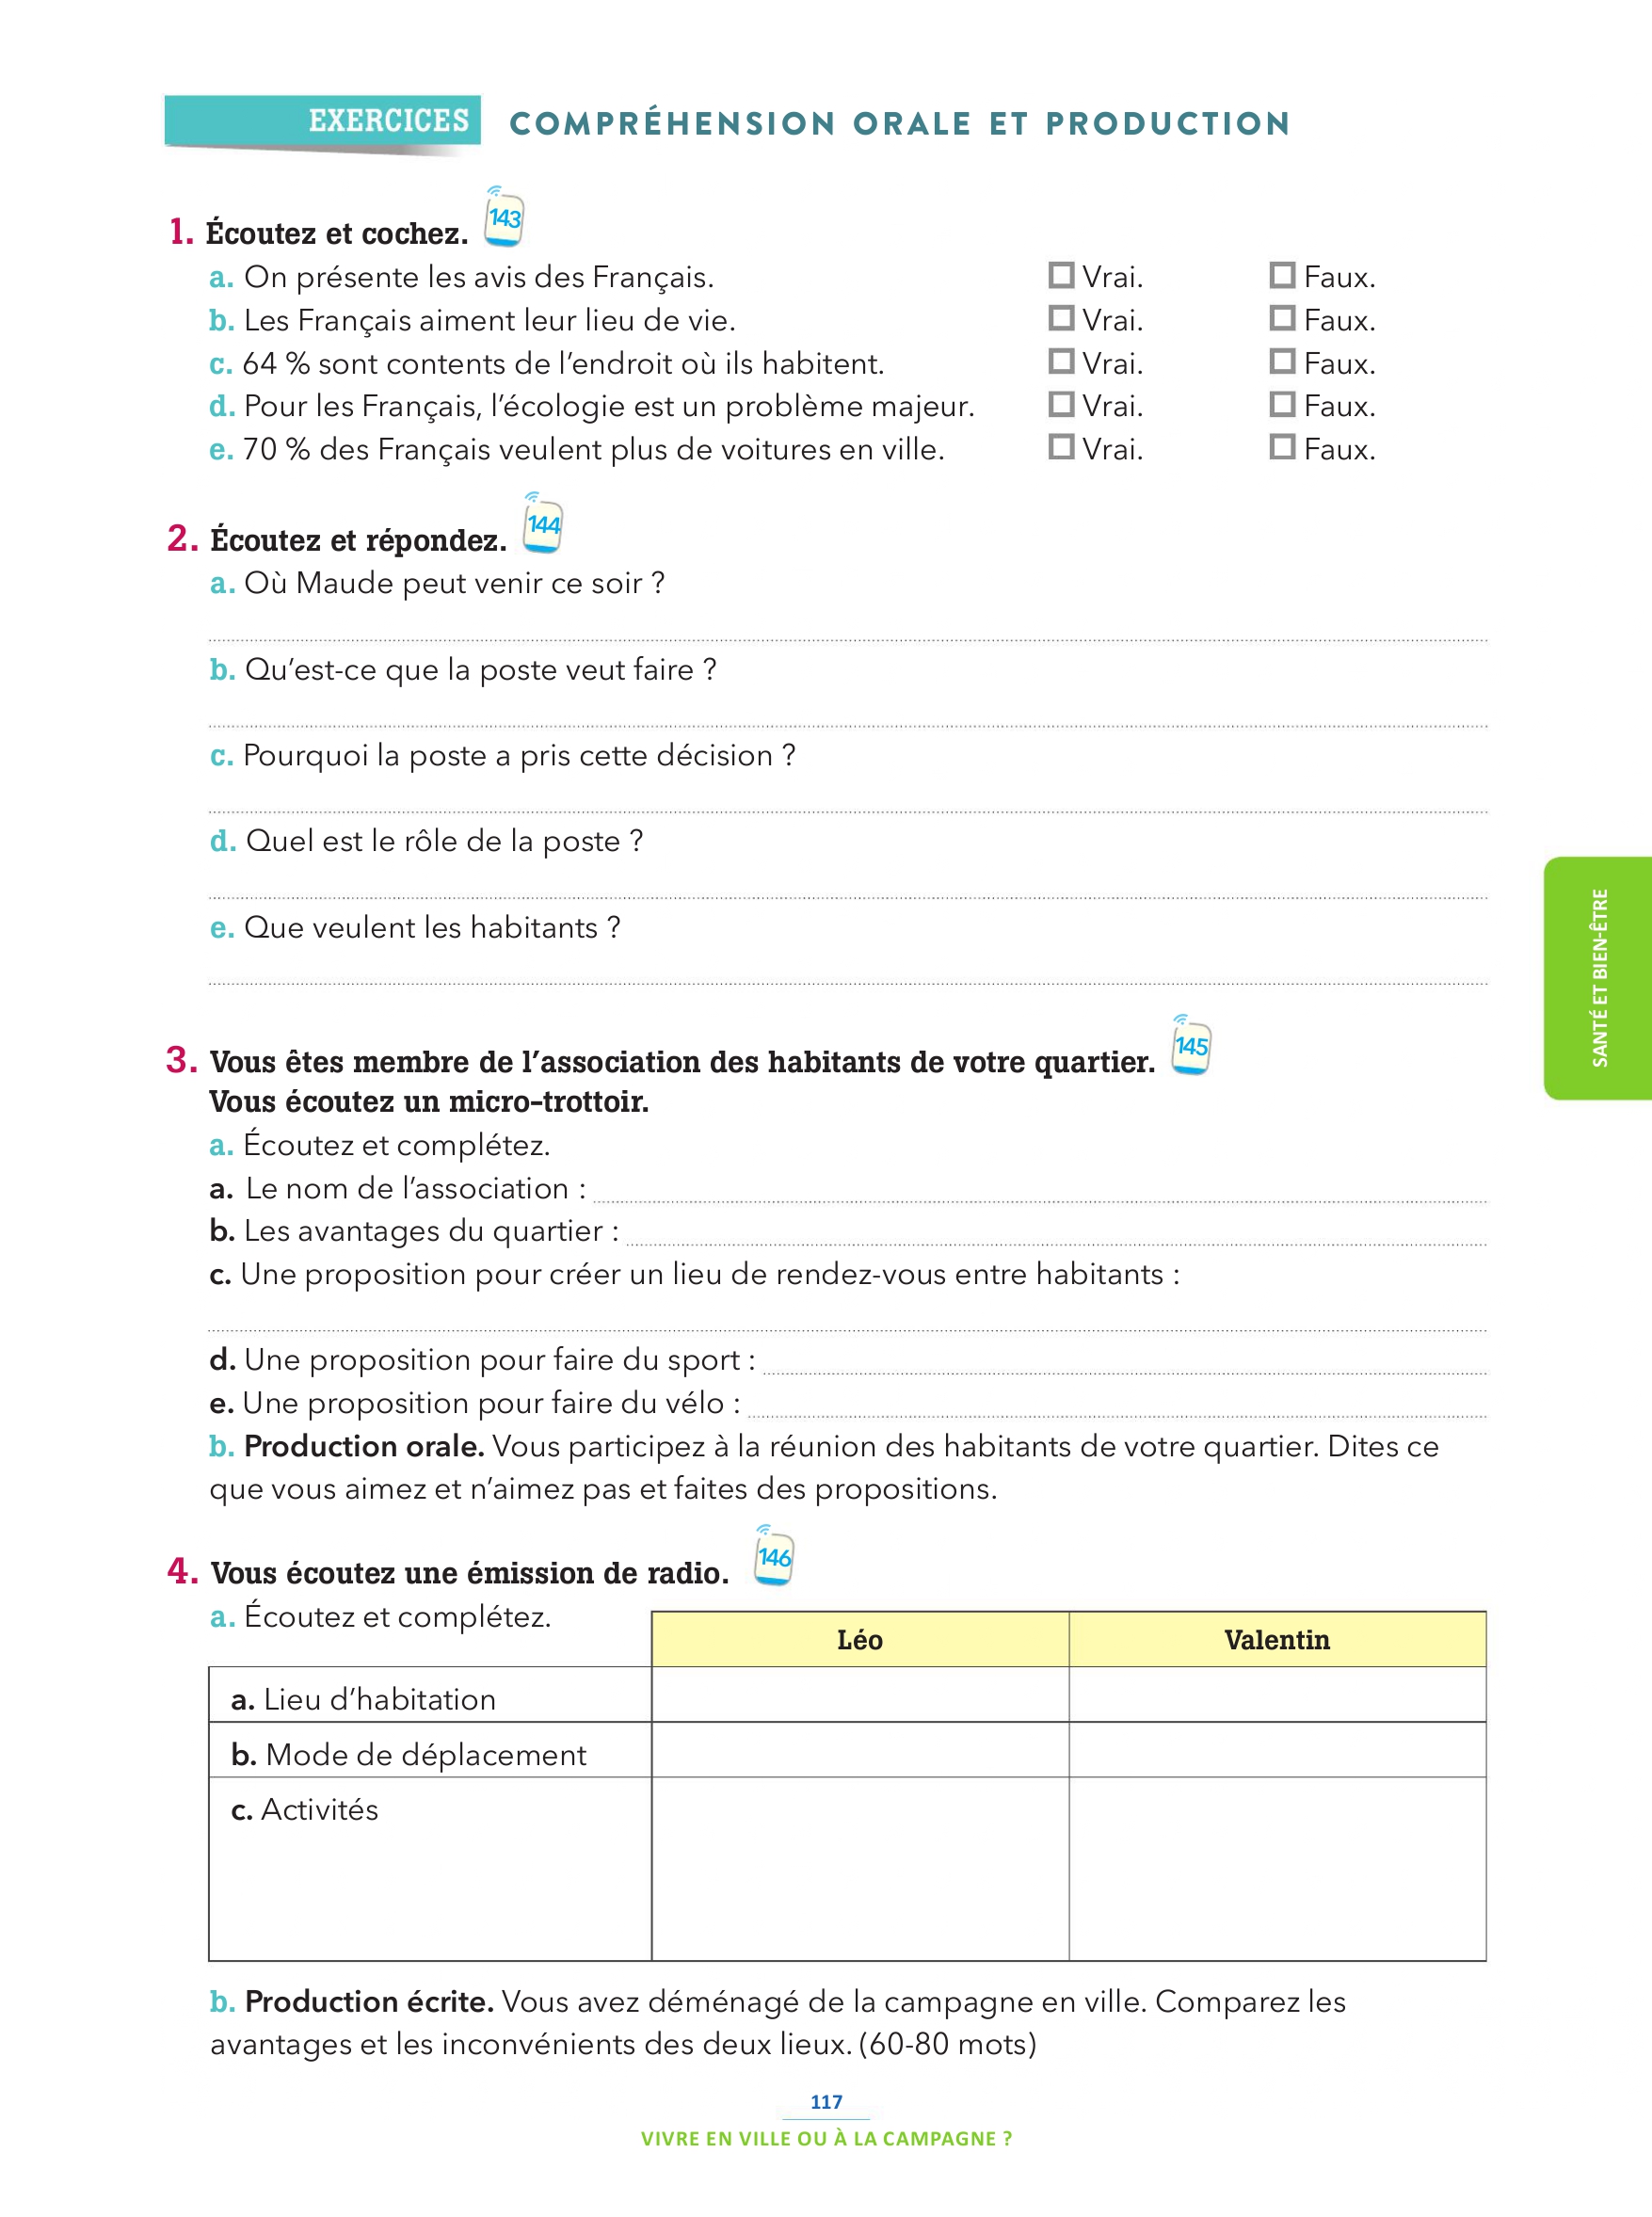 EXERCICES COMPRÉHENSION ORALE ET PRODUCTION
1. Écoutez et cochez. 143
a. On présente les avis des Français. Vrai. Faux.
b. Les Français aiment leur lieu de vie. Vrai. Faux.
c. 64 % sont contents de l’endroit où ils habitent. Vrai. Faux.
d. Pour les Français, l’écologie est un problème majeur. Vrai. Faux.
e. 70 % des Français veulent plus de voitures en ville. Vrai. Faux.
2. Écoutez et répondez. 144
a. Où Maude peut venir ce soir ?
b. Qu’est-ce que la poste veut faire ?
c. Pourquoi la poste a pris cette décision ?
d. Quel est le rôle de la poste ?
e. Que veulent les habitants ?
SANTÉ ET BIEN-ÊTRE
3. Vous êtes membre de l’association des habitants de votre quartier. 145
Vous écoutez un micro-trottoir.
a. Écoutez et complétez.
a. Le nom de l’association :
b. Les avantages du quartier :
c. Une proposition pour créer un lieu de rendez-vous entre habitants :
d. Une proposition pour faire du sport :
e. Une proposition pour faire du vélo :
b. Production orale. Vous participez à la réunion des habitants de votre quartier. Dites ce
que vous aimez et n’aimez pas et faites des propositions.
4. Vous écoutez une émission de radio. 146
a. Écoutez et complétez.
Léo Valentin
a. Lieu d’habitation
b. Mode de déplacement
c. Activités
b. Production écrite. Vous avez déménagé de la campagne en ville. Comparez les
avantages et les inconvénients des deux lieux. (60-80 mots)
117
VIVRE EN VILLE OU À LA CAMPAGNE ?